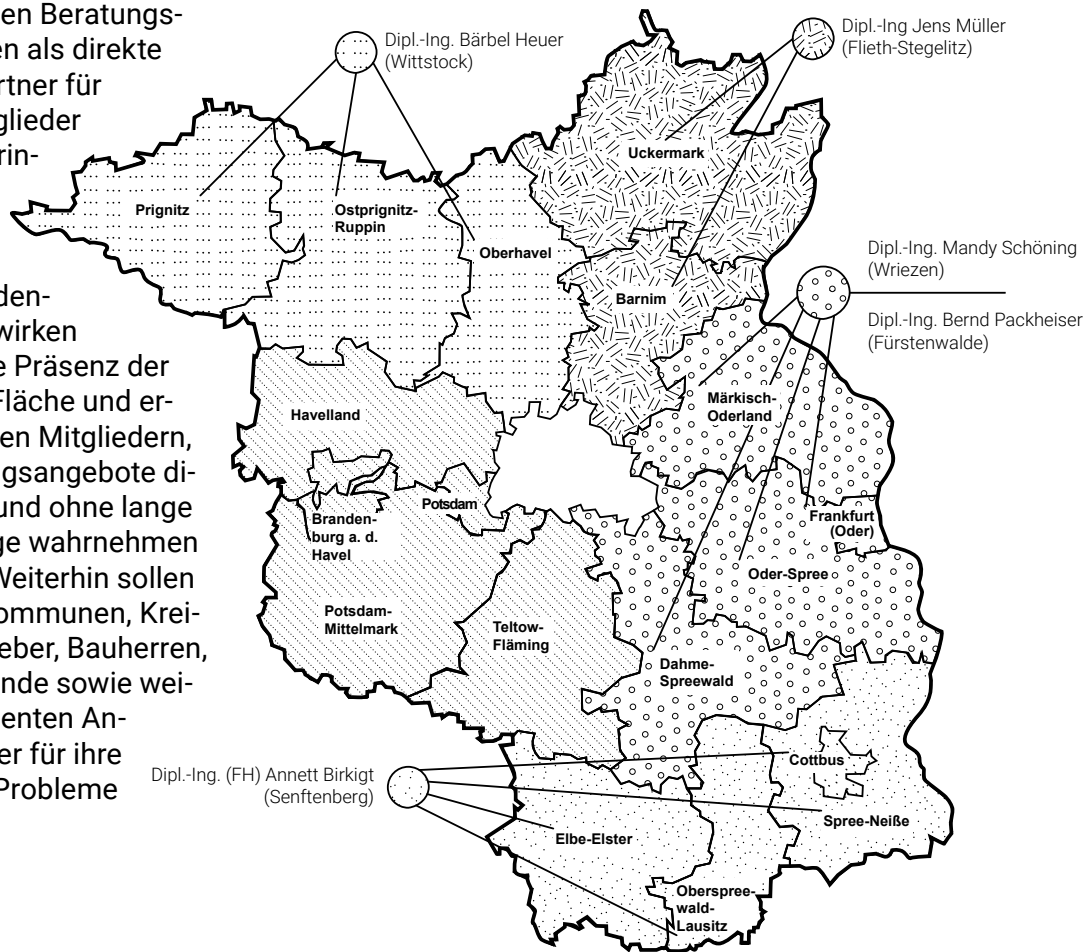 en Beratungs-
en als direkte
rtner für
glieder
rin-
den-
wirken
e Präsenz der
Fläche und er-
en Mitgliedern,
ngsangebote di-
und ohne lange
ge wahrnehmen
Weiterhin sollen
ommunen, Krei-
eber, Bauherren,
nde sowie wei-
enten An-
er für ihre
Probleme
Dipl.-Ing. Bärbel Heuer
(Wittstock)
Dipl.-Ing Jens Müller
(Flieth-Stegelitz)
Uckermark
Prignitz
Ostprignitz-
Ruppin
Oberhavel
Barnim
Dipl.-Ing. Mandy Schöning
(Wriezen)
Dipl.-Ing. Bernd Packheiser
(Fürstenwalde)
Havelland
Märkisch-
Oderland
Potsdam
Branden-
burg a. d.
Havel
Frankfurt
(Oder)
Oder-Spree
Potsdam-
Mittelmark
Teltow-
Fläming
Dahme-
Spreewald
Dipl.-Ing. (FH) Annett Birkigt
(Senftenberg)
Cottbus
Spree-Neiße
Elbe-Elster
Oberspree-
wald-
Lausitz